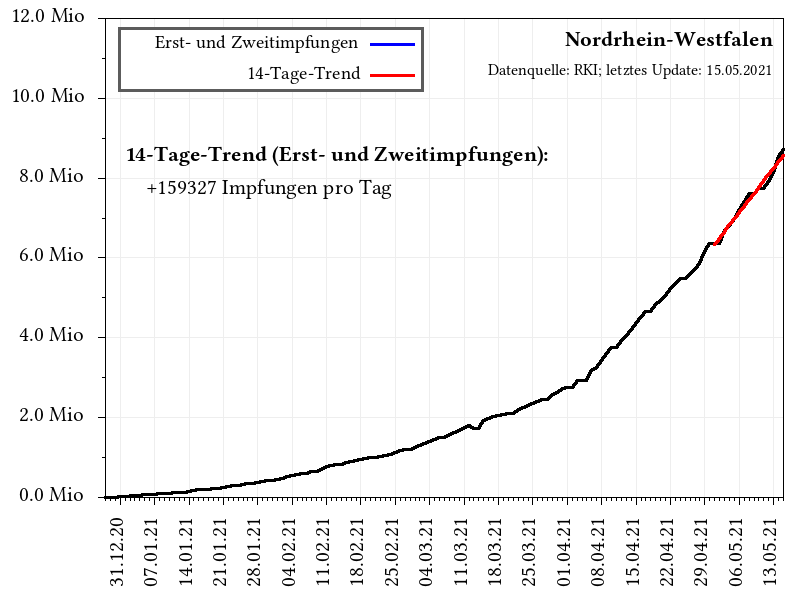 12.0 Mio
10.0 Mio
8.0 Mio
6.0 Mio
4.0 Mio
2.0 Mio
0.0 Mio
Erst- und Zweitimpfungen
14-Tage-Trend
Nordrhein-Westfalen
Datenquelle: RKI; letztes Update: 15.05.2021
14-Tage-Trend (Erst- und Zweitimpfungen):
+159327 Impfungen pro Tag
31.12.20
07.01.21
14.01.21
21.01.21
28.01.21
04.02.21
11.02.21
18.02.21
25.02.21
04.03.21
11.03.21
18.03.21
25.03.21
01.04.21
08.04.21
15.04.21
22.04.21
29.04.21
06.05.21
13.05.21